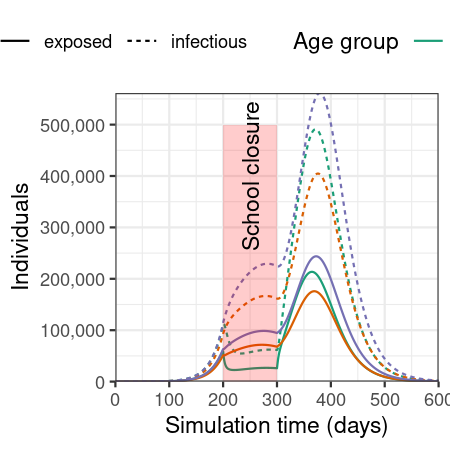 exposed infectious Age group
500,000
400,000
300,000
200,000
100,000
0
Individuals
School closure
0 100 200 300 400 500 600
Simulation time (days)